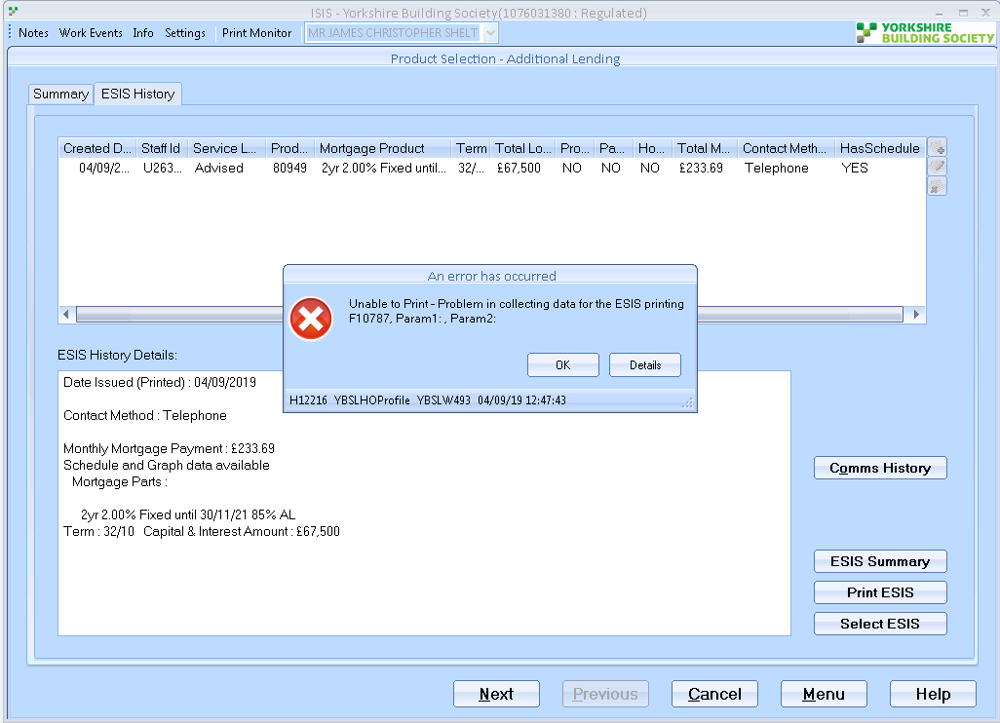 ISIS - Yorkshire Building Society(1076031380 : Regulated)
Notes Work Events Info Settings Print Monitor MR JAMES CHRISTOPHER SHELT
YORKSHIRE
BUILDING SOCIETY
Product Selection - Additional Lending
Summary ESIS History
Created D... Staff Id Service L... Prod... Mortgage Product Term Total Lo... Pro... Pa... Ho... Total M... Contact Meth... HasSchedule
04/09/2... U263... Advised 80949 2yr 2.00% Fixed until... 32/... £67,500 NO NO NO £233.69 Telephone YES
An error has occurred
Unable to Print - Problem in collecting data for the ESIS printing
F10787, Param1: , Param2:
OK Details
H12216 YBSLHOProfile YBSLW493 04/09/19 12:47:43
ESIS History Details:
Date Issued (Printed) : 04/09/2019
Contact Method : Telephone
Monthly Mortgage Payment : £233.69
Schedule and Graph data available
Mortgage Parts :
2yr 2.00% Fixed until 30/11/21 85% AL
Term : 32/10 Capital & Interest Amount : £67,500
Comms History
ESIS Summary
Print ESIS
Select ESIS
Next Previous Cancel Menu Help